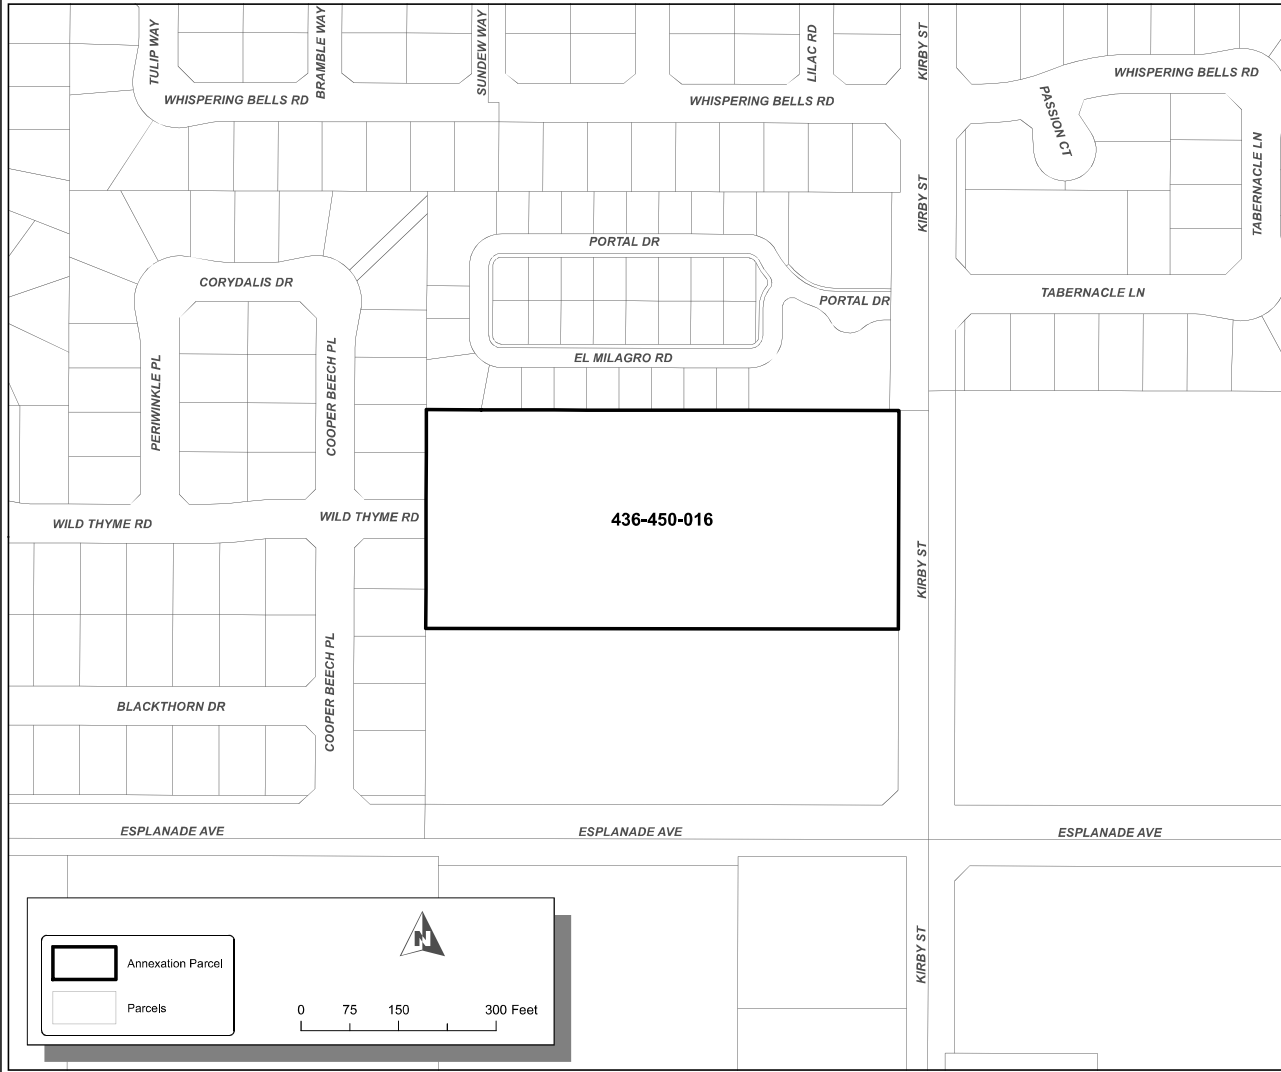 TULIP WAY
BRAMBLE WAY
SUNDEW WAY
LILAC RD
KIRBY ST
WHISPERING BELLS RD
WHISPERING BELLS RD
WHISPERING BELLS RD
PASSION CT
TABERNACLE LN
KIRBY ST
PORTAL DR
CORYDALIS DR
PORTAL DR
TABERNACLE LN
EL MILAGRO RD
PERIWINKLE PL
COOPER BEECH PL
WILD THYME RD
WILD THYME RD
436-450-016
KIRBY ST
COOPER BEECH PL
BLACKTHORN DR
ESPLANADE AVE
ESPLANADE AVE
ESPLANADE AVE
KIRBY ST
N
Annexation Parcel
Parcels
0 75 150 300 Feet